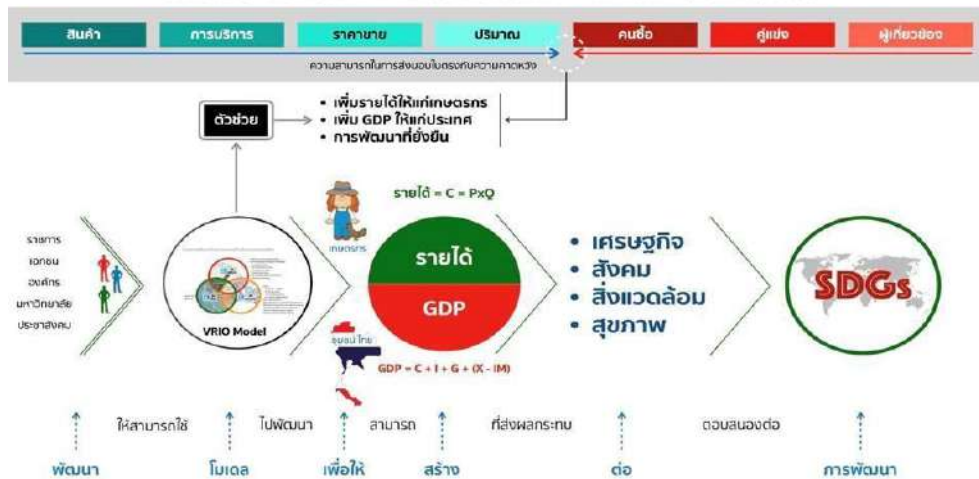 สินค้า
การบริการ
ราคาขาย
ปริมาณ
คนซื้อ
คู่แข่ง
ผู้เกี่ยวข้อง
ความสามารถในการส่งมอบไปตรงกับความคาดหวัง
ตัวช่วย
• เพิ่มรายได้ให้แก่เกษตรกร
• เพิ่ม GDP ให้แก่ประเทศ
• การพัฒนาที่ยั่งยืน
ราชการ
เอกชน
องค์กร
มหาวิทยาลัย
ประชาสังคม
VRIO Model
เกษตรกร
ชุมชน ไทย
รายได้ = C = PxQ
รายได้
GDP
GDP = C + I + G + (X - IM)
• เศรษฐกิจ
• สังคม
• สิ่งแวดล้อม
• สุขภาพ
SDGs
ให้สามารถใช้
ไปพัฒนา
สามารถ
ที่ส่งผลกระทบ
ตอบสนองต่อ
พัฒนา
โมเดล
เพื่อให้
สร้าง
ต่อ
การพัฒนา